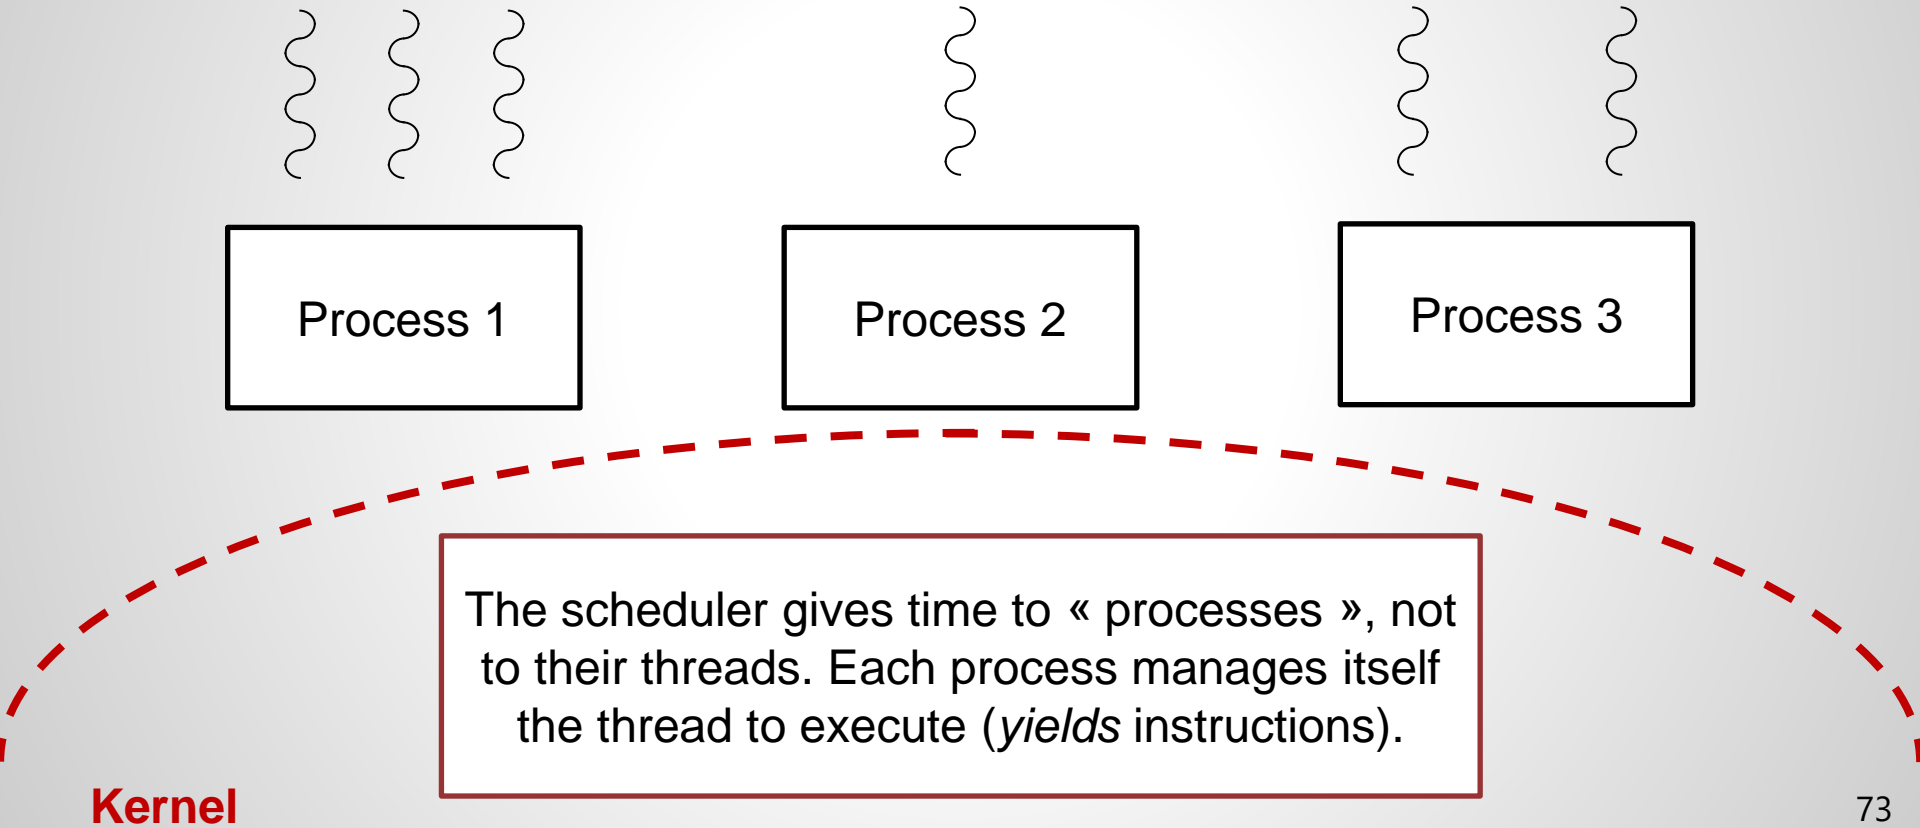 Process 1
Process 2
Process 3
The scheduler gives time to « processes », not
to their threads. Each process manages itself
the thread to execute (yields instructions).
Kernel
73